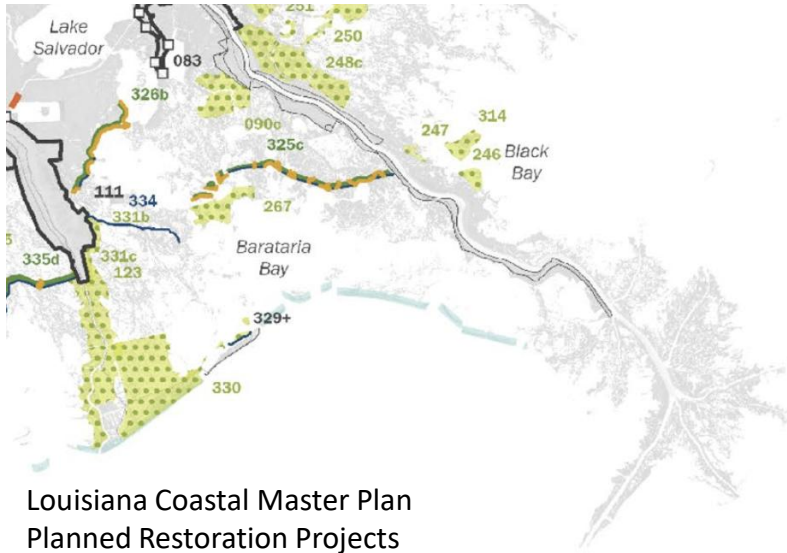 251
250
248c
Lake
Salvador
083
326b
090c
325c
247
314
246
Black
Bay
111
334
331b
267
Barataria
Bay
331c
123
335d
5
329+
330
Louisiana Coastal Master Plan
Planned Restoration Projects